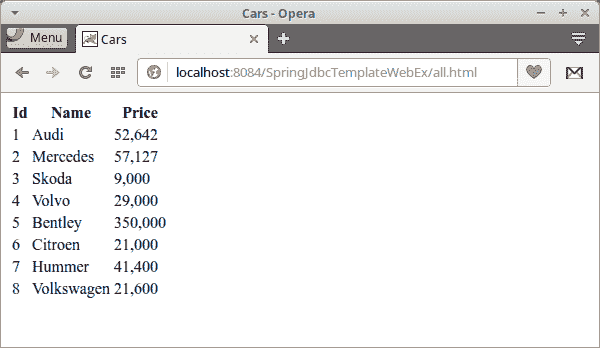 Cars - Opera
Menu
Cars
localhost:8084/SpringJdbcTemplateWebEx/all.html
Id Name Price
1 Audi 52,642
2 Mercedes 57,127
3 Skoda 9,000
4 Volvo 29,000
5 Bentley 350,000
6 Citroen 21,000
7 Hummer 41,400
8 Volkswagen 21,600